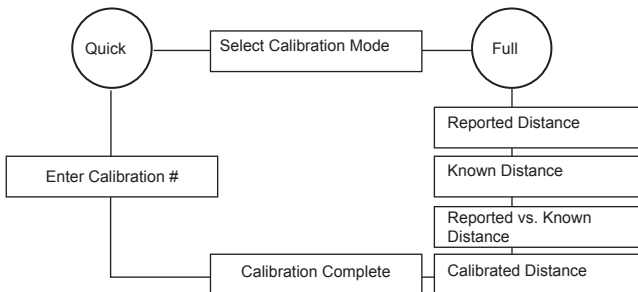 Quick
Select Calibration Mode
Full
Reported Distance
Enter Calibration #
Known Distance
Reported vs. Known
Distance
Calibration Complete
Calibrated Distance